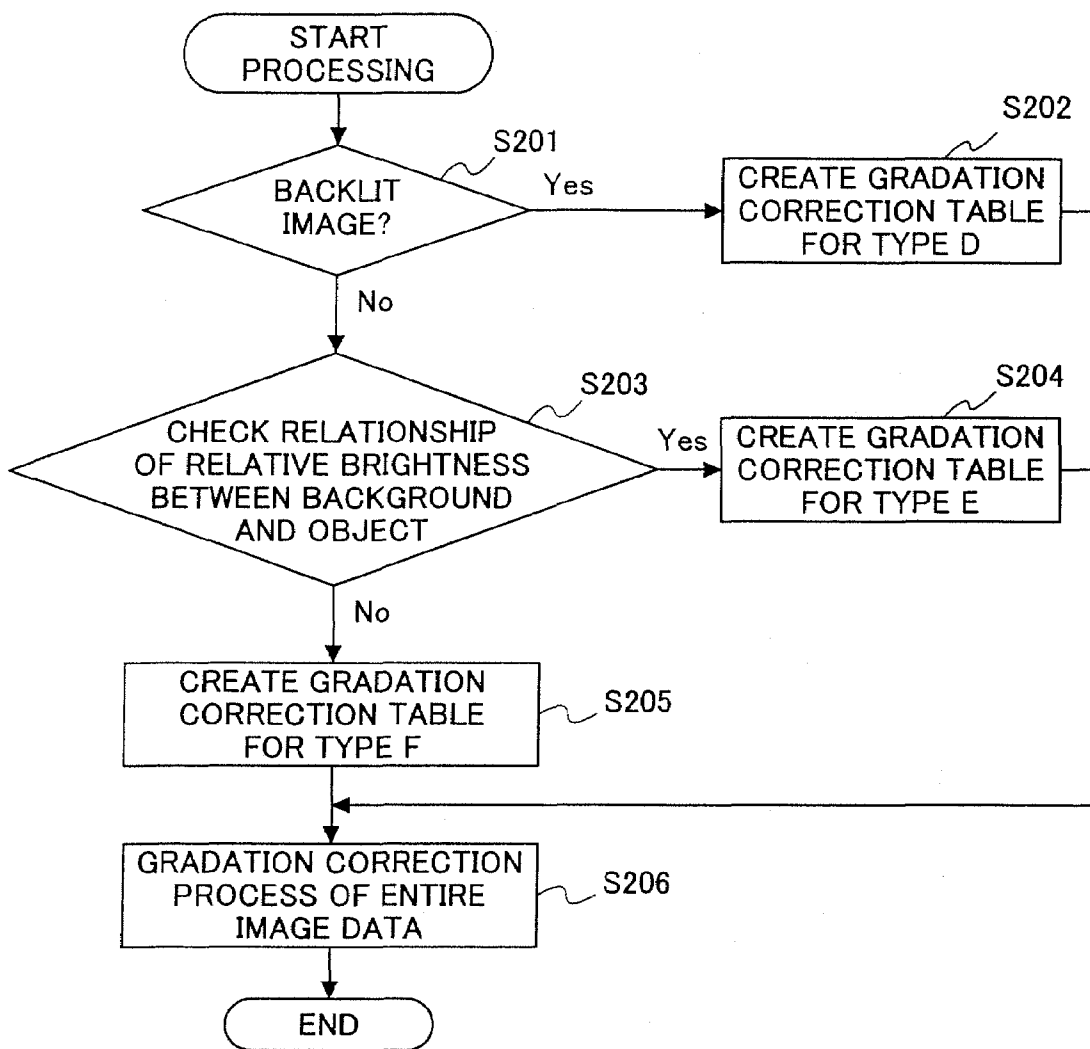 START
PROCESSING
S201
S202
BACKLIT
IMAGE?
Yes
CREATE GRADATION
CORRECTION TABLE
FOR TYPE D
No
S203
S204
CHECK RELATIONSHIP
OF RELATIVE BRIGHTNESS
BETWEEN BACKGROUND
AND OBJECT
Yes
CREATE GRADATION
CORRECTION TABLE
FOR TYPE E
No
CREATE GRADATION
CORRECTION TABLE
FOR TYPE F
S205
GRADATION CORRECTION
PROCESS OF ENTIRE
IMAGE DATA
S206
END